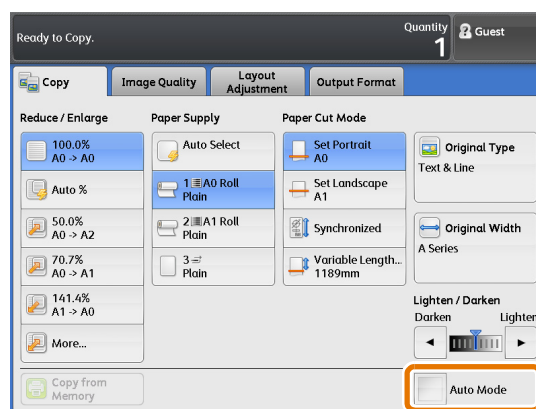 Ready to Copy.
Quantity
1
Guest
Copy
Image Quality
Layout
Adjustment
Output Format
Reduce / Enlarge
100.0%
A0 -> A0
Auto %
50.0%
A0 -> A2
70.7%
A0 -> A1
141.4%
A1 -> A0
More...
Copy from
Memory
Paper Supply
Auto Select
1 A0 Roll
Plain
2 A1 Roll
Plain
3
Plain
Paper Cut Mode
Set Portrait
A0
Set Landscape
A1
Synchronized
Variable Length...
1189mm
Original Type
Text & Line
Original Width
A Series
Lighten / Darken
Darken Lighten
Auto Mode